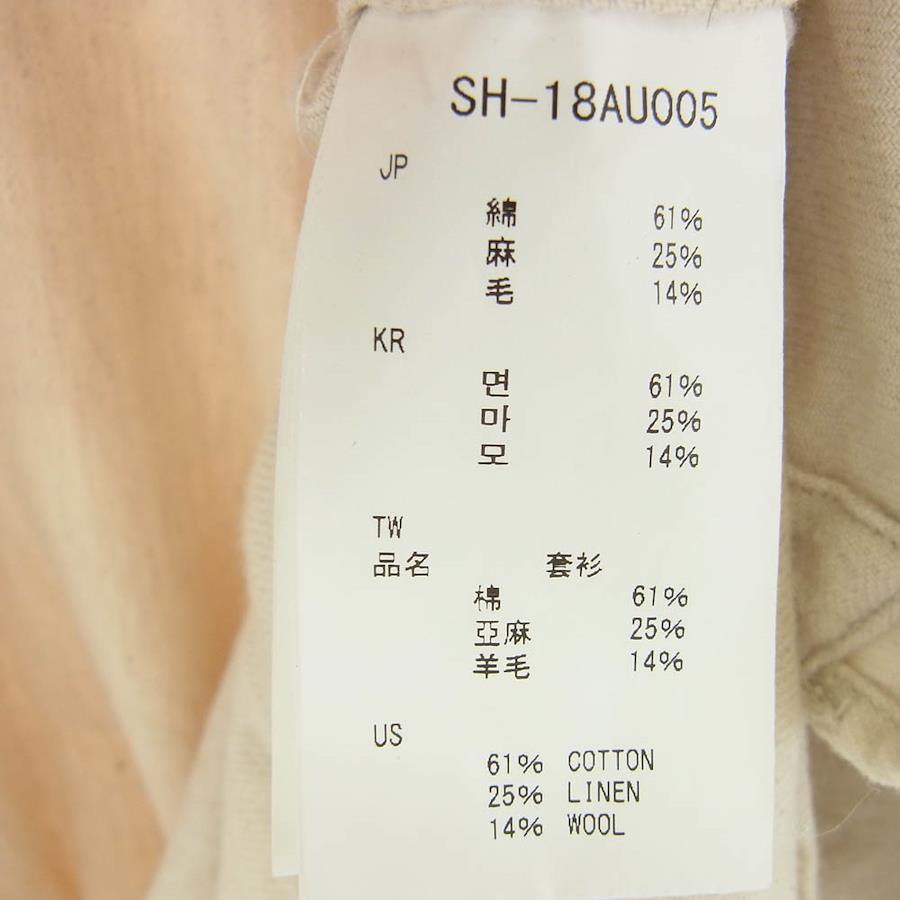 SH-18AU005
JP
綿 61%
麻 25%
毛 14%
KR
면 61%
마 25%
모 14%
TW
品名 套衫
棉 61%
亞麻 25%
羊毛 14%
US
61% COTTON
25% LINEN
14% WOOL